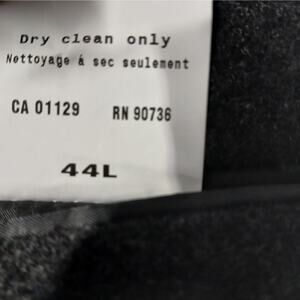 Dry clean only
Nettoyage á sec seulement
CA 01129 RN 90736
44L